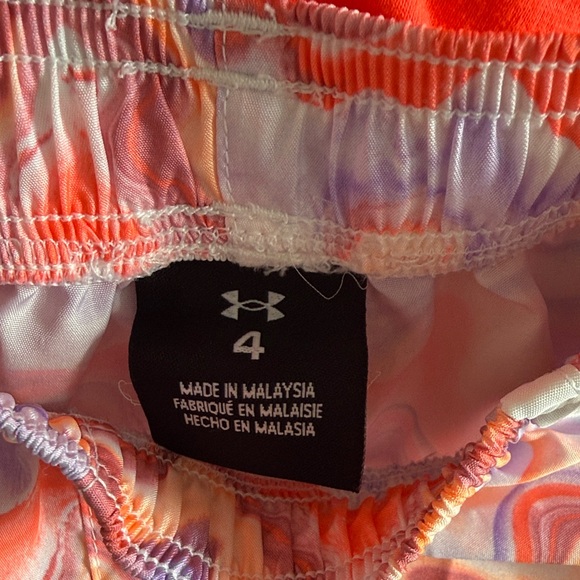 4
MADE IN MALAYSIA
FABRIQUÉ EN MALAISIE
HECHO EN MALASIA